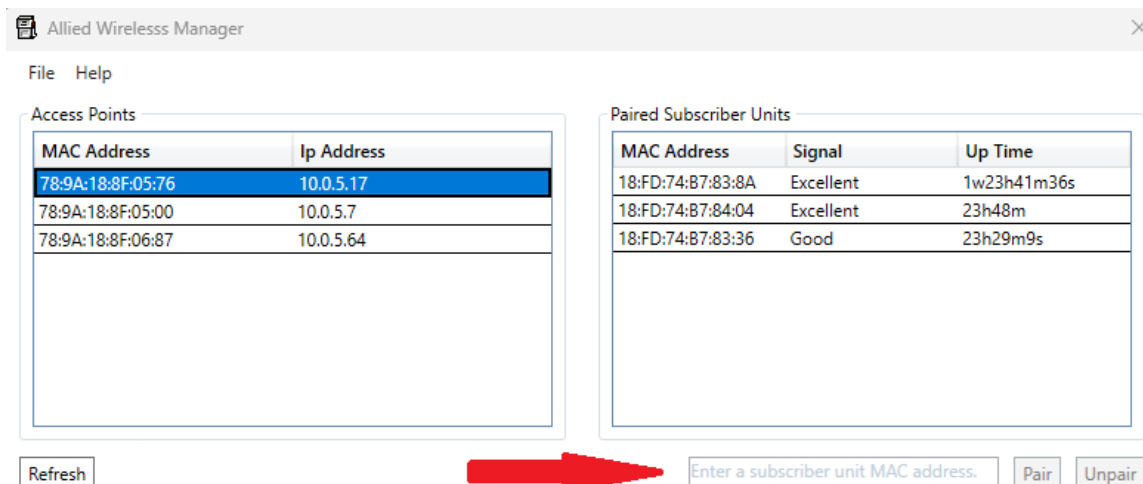 Allied Wirelesss Manager
File Help
Access Points
MAC Address Ip Address
78:9A:18:8F:05:76 10.0.5.17
78:9A:18:8F:05:00 10.0.5.7
78:9A:18:8F:06:87 10.0.5.64
Paired Subscriber Units
MAC Address Signal Up Time
18:FD:74:B7:83:8A Excellent 1w23h41m36s
18:FD:74:B7:84:04 Excellent 23h48m
18:FD:74:B7:83:36 Good 23h29m9s
Refresh Enter a subscriber unit MAC address. Pair Unpair